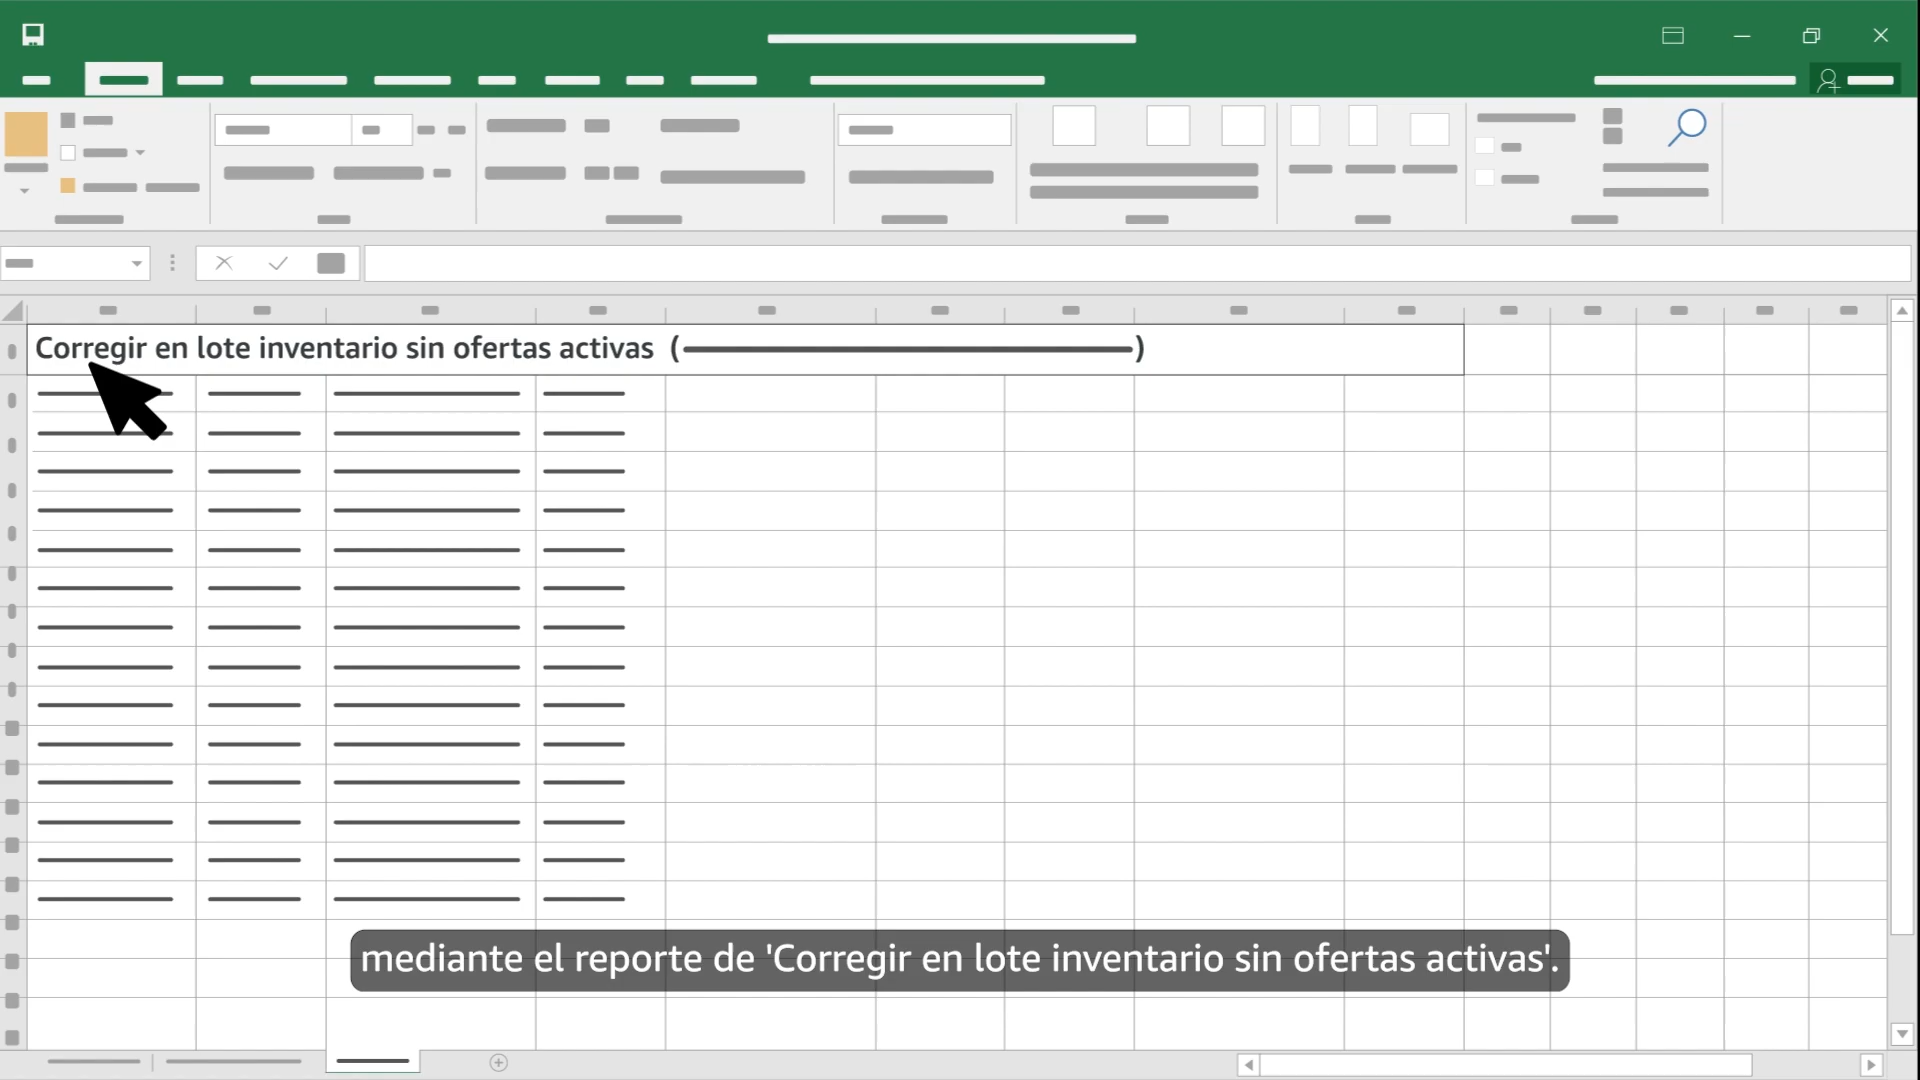 Corregir en lote inventario sin ofertas activas ()
mediante el reporte de 'Corregir en lote inventario sin ofertas activas'.